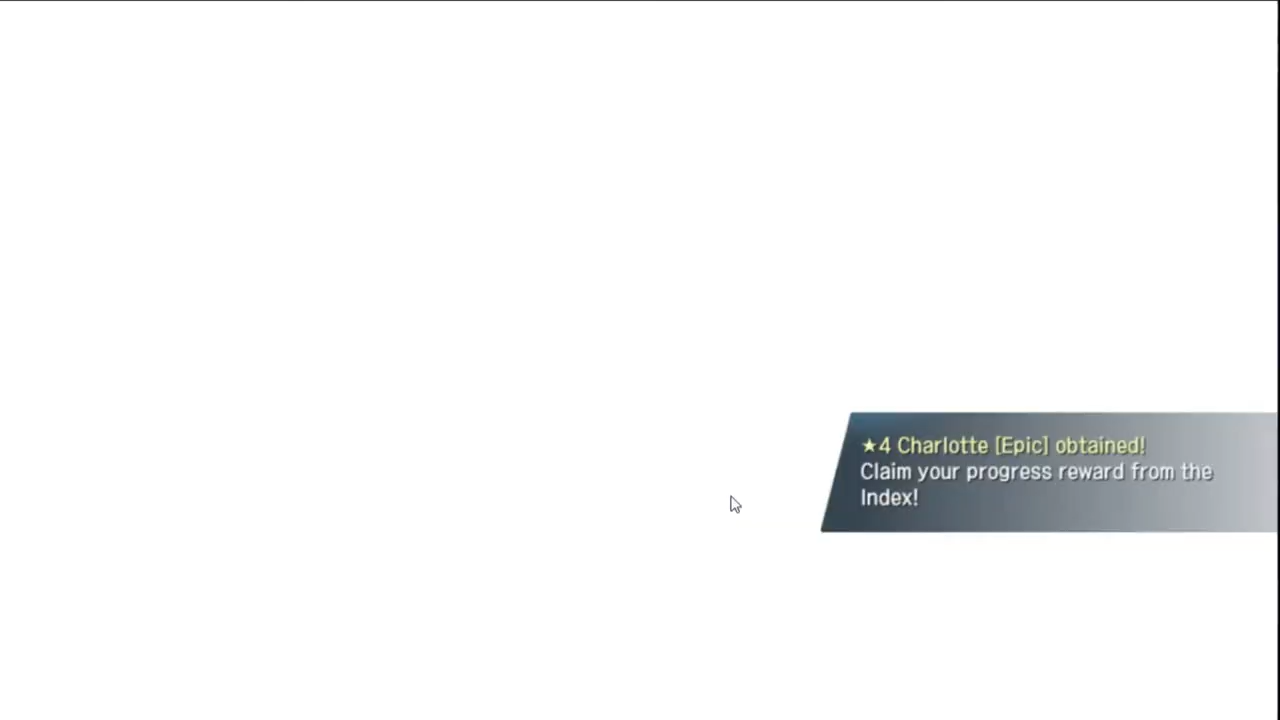 ★4 Charlotte [Epic] obtained!
Claim your progress reward from the
Index!